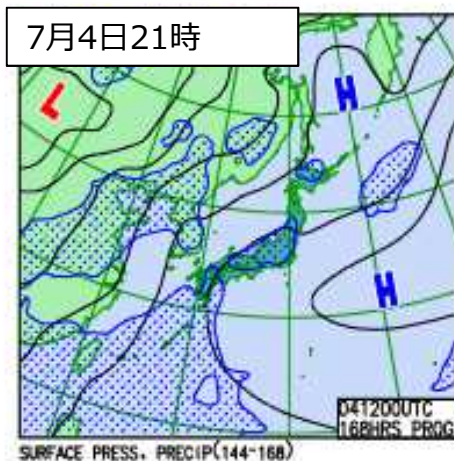 7月4日21時
L
H
H
041200UTC
168HRS PROG
SURFACE PRESS, PRECIP(144-168)